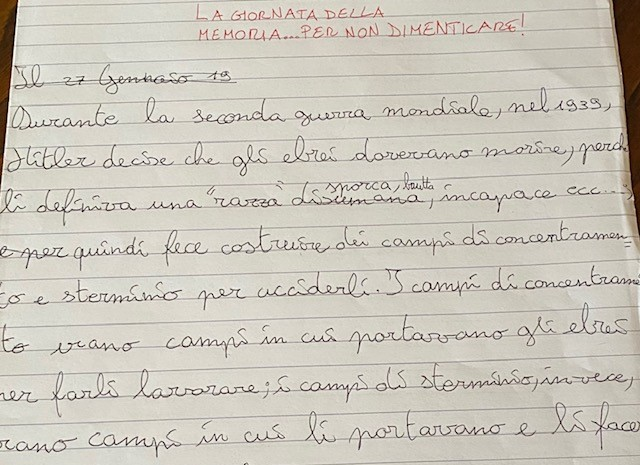 LA GIORNATA DELLA
MEMORIA...PER NON DIMENTICARE!
Il 27 Gennaio 19
Durante la seconda guerra mondiale, nel 1939,
Hitler decise che gli ebrei dovevano morire, perch
sporca, brutta
li definiva una "razza" disumana, incapace ecc...,
e per quindi fece costruire dei campi di concentramen=
to e sterminio per ucciderli. I campi di concentrame
to erano campi in cui portavano gli ebrei
per farli lavorare; i campi di sterminio, invece,
erano campi in cui li portavano e li face